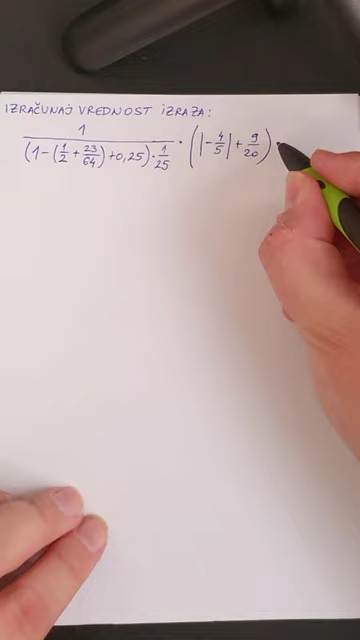 IZRAČUNAJ VREDNOST IZRAZA:
1 / ((1-(1/2+23/64)+0,25)·1/25) · (|-4/5|+9/20) ·